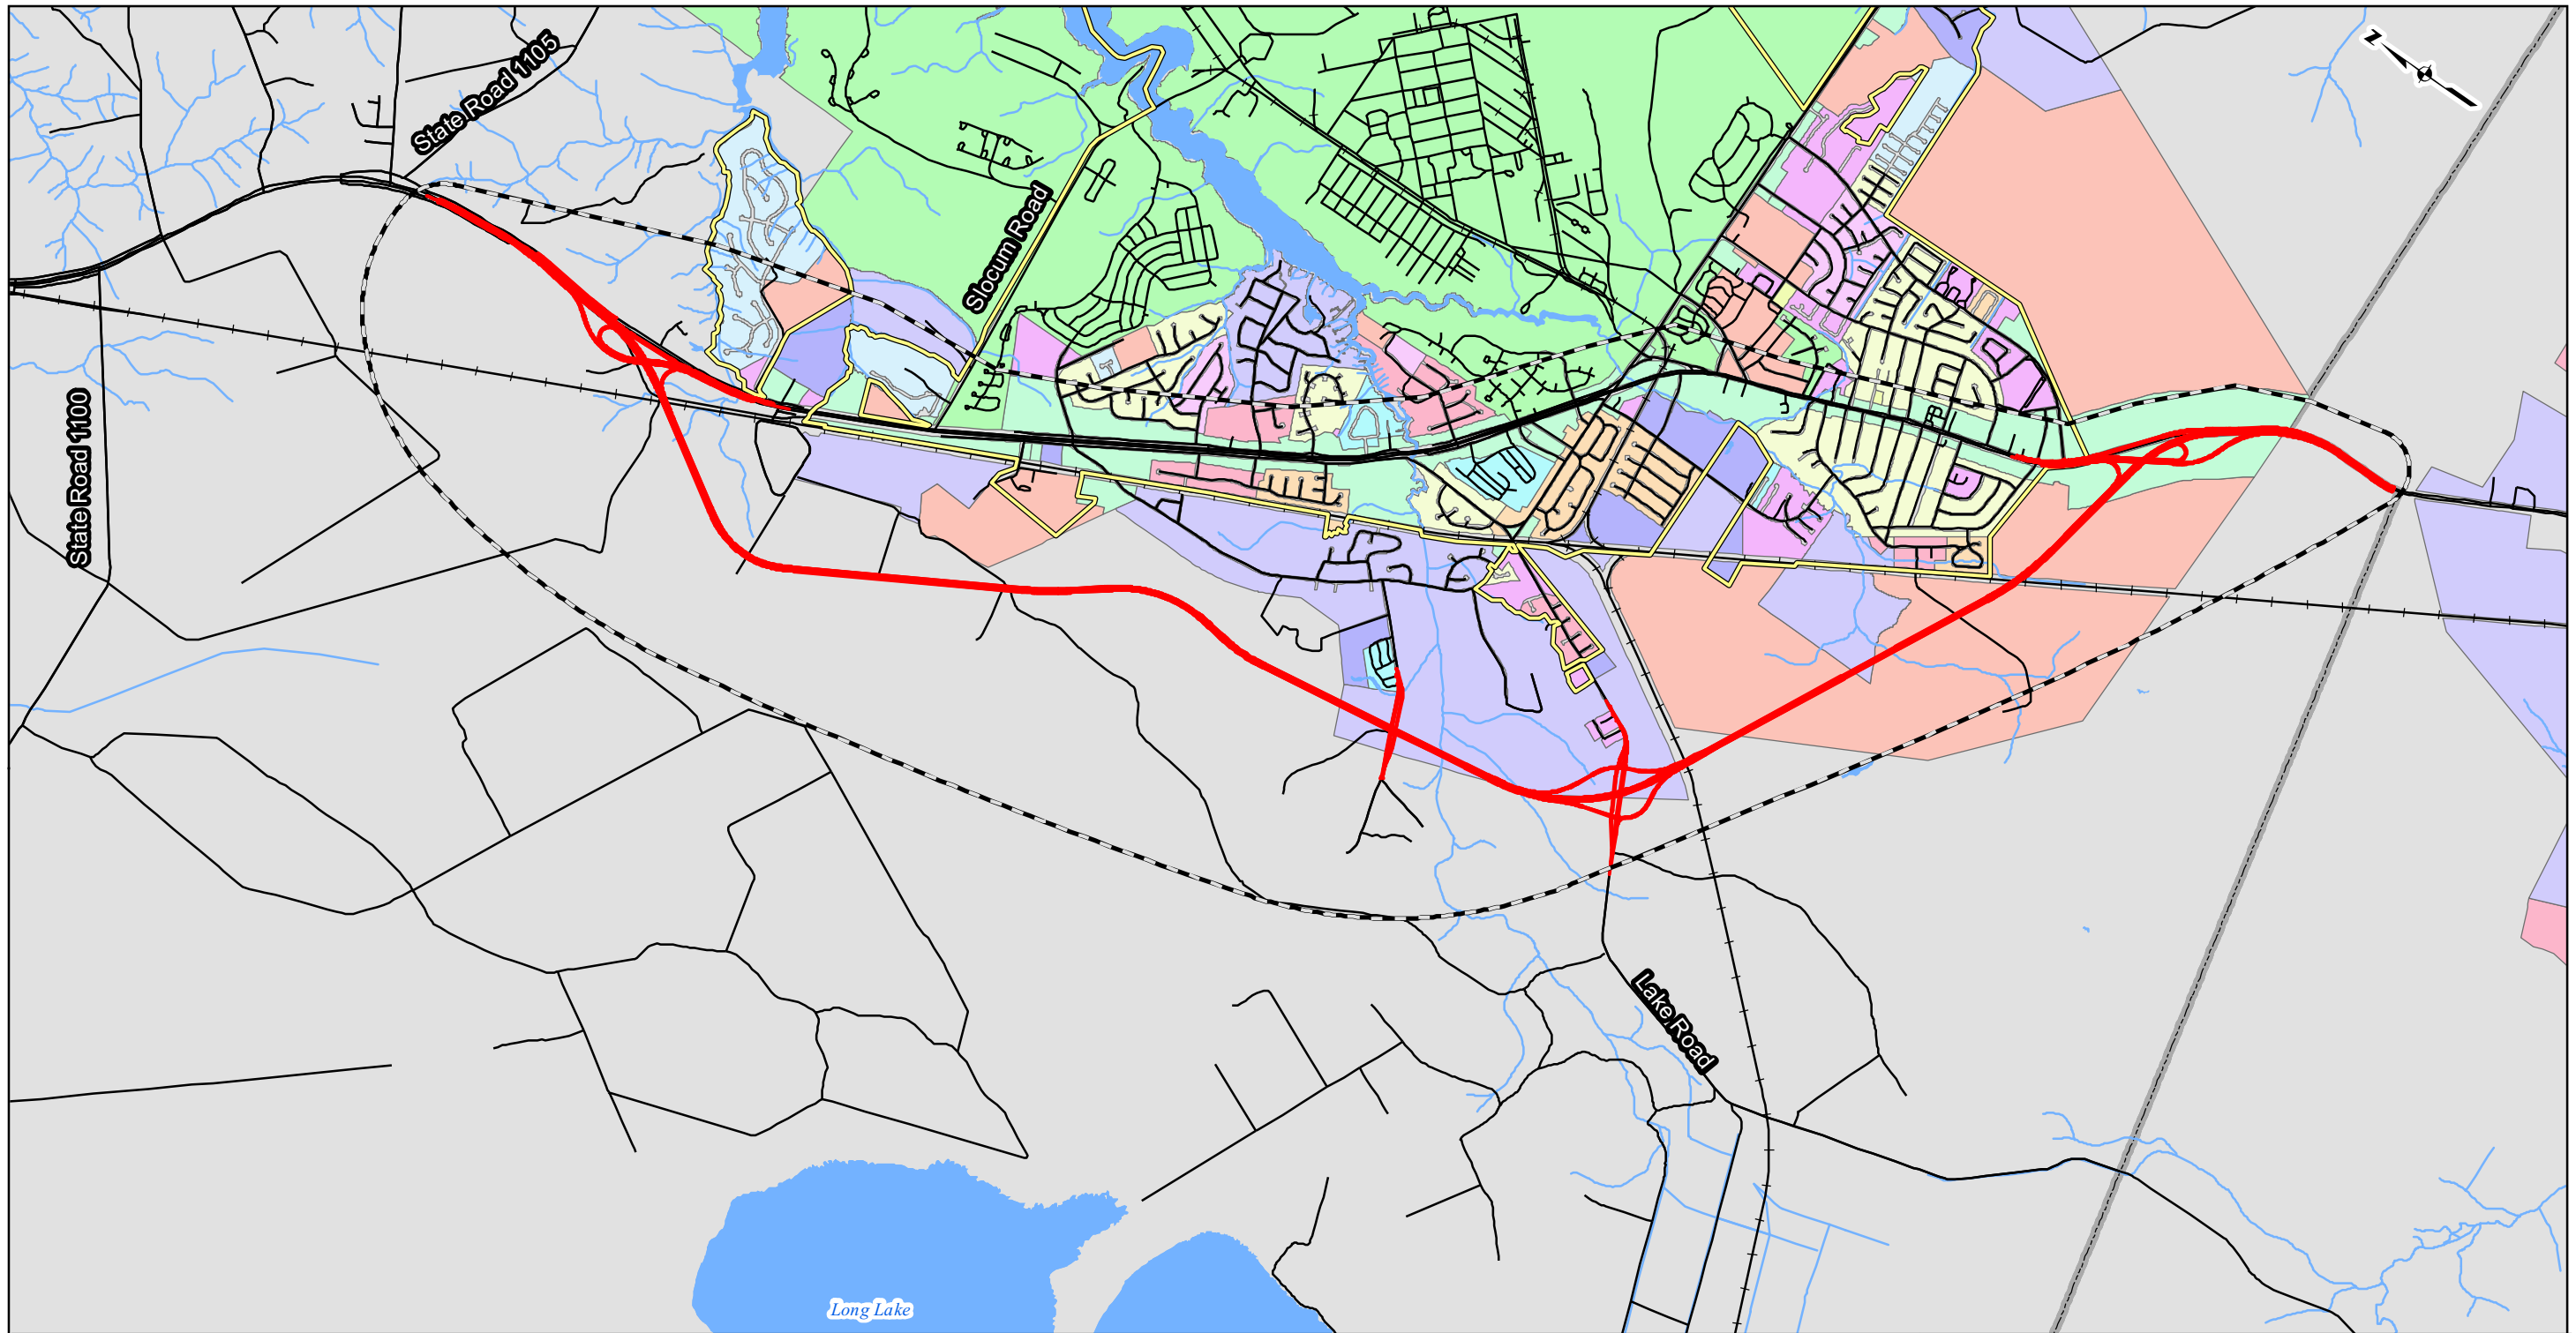 State Road 1105
Z
Slocum Road
State Road 1100
Lake Road
Long Lake